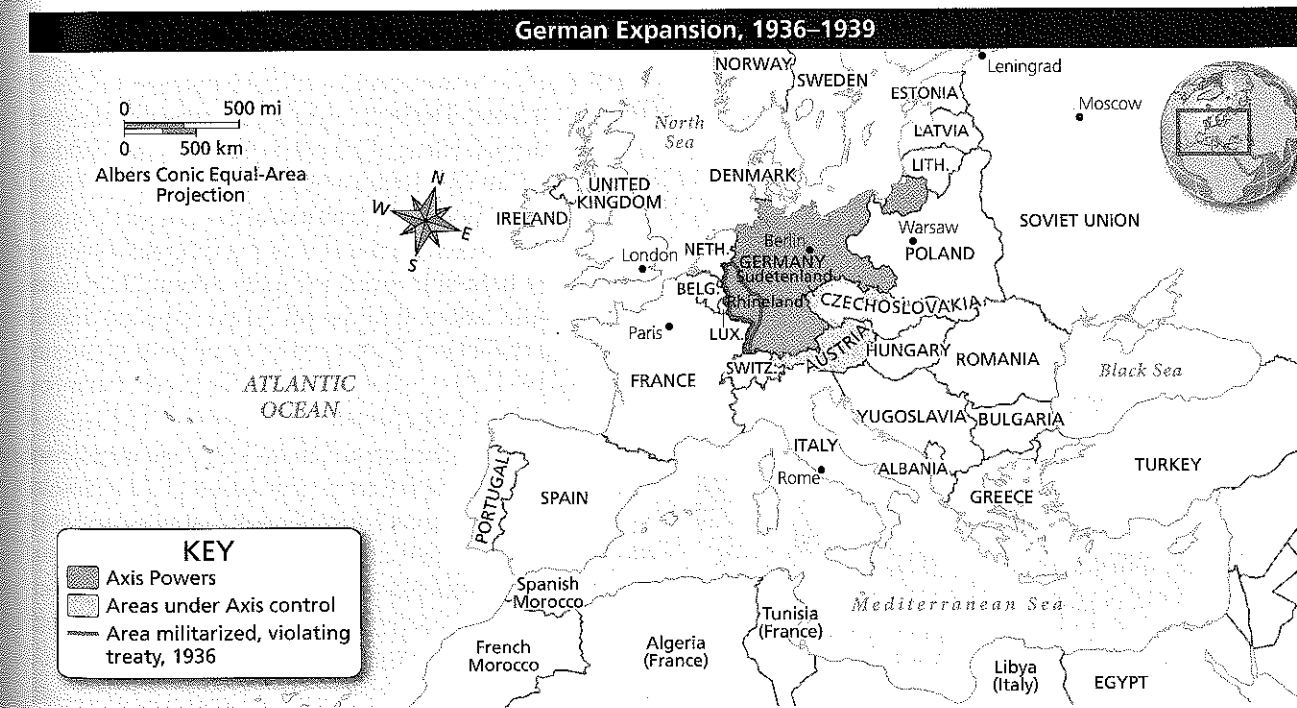 German Expansion, 1936–1939
0 500 mi
0 500 km
Albers Conic Equal-Area
Projection
N
W
E
S
NORWAY
SWEDEN
Leningrad
ESTONIA
Moscow
North
Sea
LATVIA
LITH.
DENMARK
UNITED
KINGDOM
IRELAND
SOVIET UNION
Warsaw
POLAND
London
NETH.
Berlin
GERMANY
Sudetenland
BELG.
Rhineland
CZECHOSLOVAKIA
Paris
LUX.
AUSTRIA
HUNGARY
ROMANIA
SWITZ.
FRANCE
Black Sea
ATLANTIC
OCEAN
YUGOSLAVIA
BULGARIA
ITALY
Rome
ALBANIA
TURKEY
PORTUGAL
SPAIN
GREECE
KEY
Axis Powers
Areas under Axis control
Area militarized, violating
treaty, 1936
Spanish
Morocco
French
Morocco
Algeria
(France)
Tunisia
(France)
Mediterranean Sea
Libya
(Italy)
EGYPT